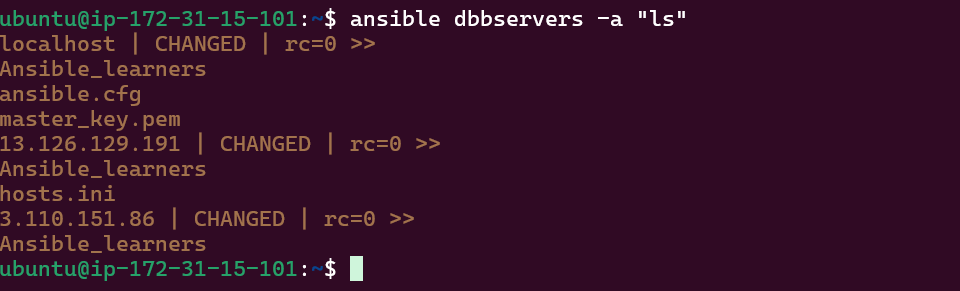 ubuntu@ip-172-31-15-101:~$ ansible dbbservers -a "ls"
localhost | CHANGED | rc=0 >>
Ansible_learners
ansible.cfg
master_key.pem
13.126.129.191 | CHANGED | rc=0 >>
Ansible_learners
hosts.ini
3.110.151.86 | CHANGED | rc=0 >>
Ansible_learners
ubuntu@ip-172-31-15-101:~$